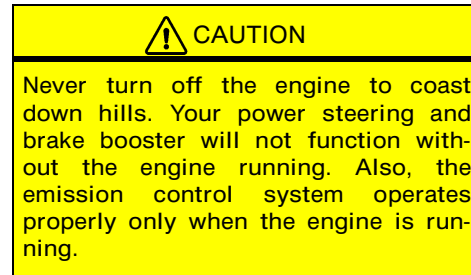 CAUTION
Never turn off the engine to coast
down hills. Your power steering and
brake booster will not function with-
out the engine running. Also, the
emission control system operates
properly only when the engine is run-
ning.